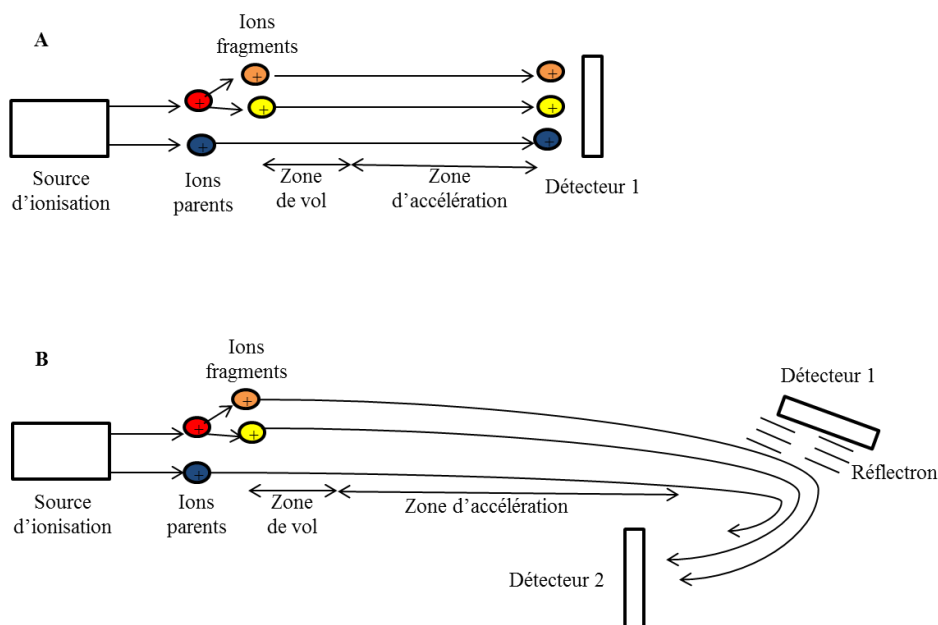 A
Ions
fragments
+
+
+
+
+
+
+
Source
d’ionisation
Ions
parents
Zone
de vol
Zone
d’accélération
Détecteur 1
B
Ions
fragments
+
+
+
+
Source
d’ionisation
Ions
parents
Zone
de vol
Zone d’accélération
Détecteur 1
Réflectron
Détecteur 2